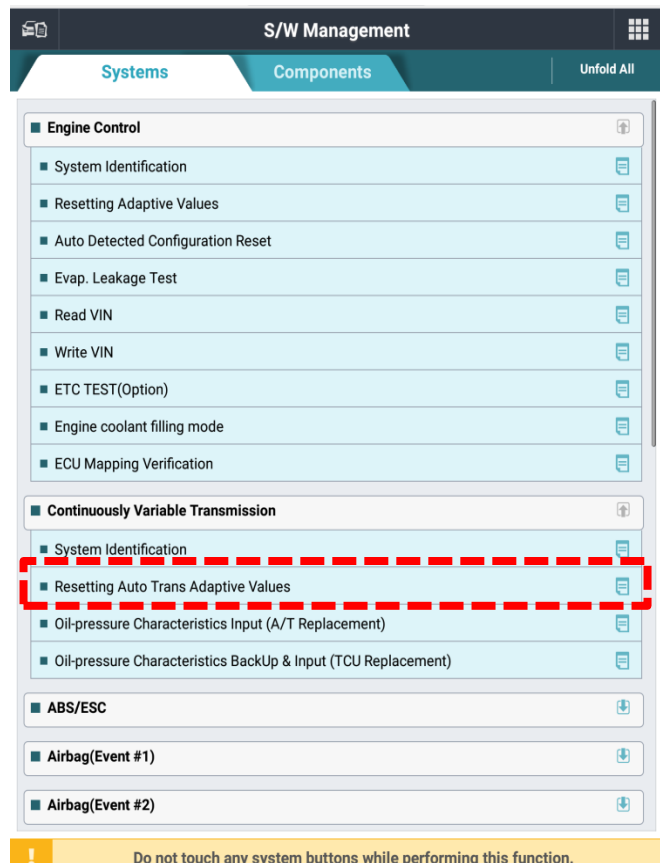 S/W Management
Systems
Components
Unfold All
Engine Control
System Identification
Resetting Adaptive Values
Auto Detected Configuration Reset
Evap. Leakage Test
Read VIN
Write VIN
ETC TEST(Option)
Engine coolant filling mode
ECU Mapping Verification
Continuously Variable Transmission
System Identification
Resetting Auto Trans Adaptive Values
Oil-pressure Characteristics Input (A/T Replacement)
Oil-pressure Characteristics BackUp & Input (TCU Replacement)
ABS/ESC
Airbag(Event #1)
Airbag(Event #2)
! Do not touch any system buttons while performing this function.